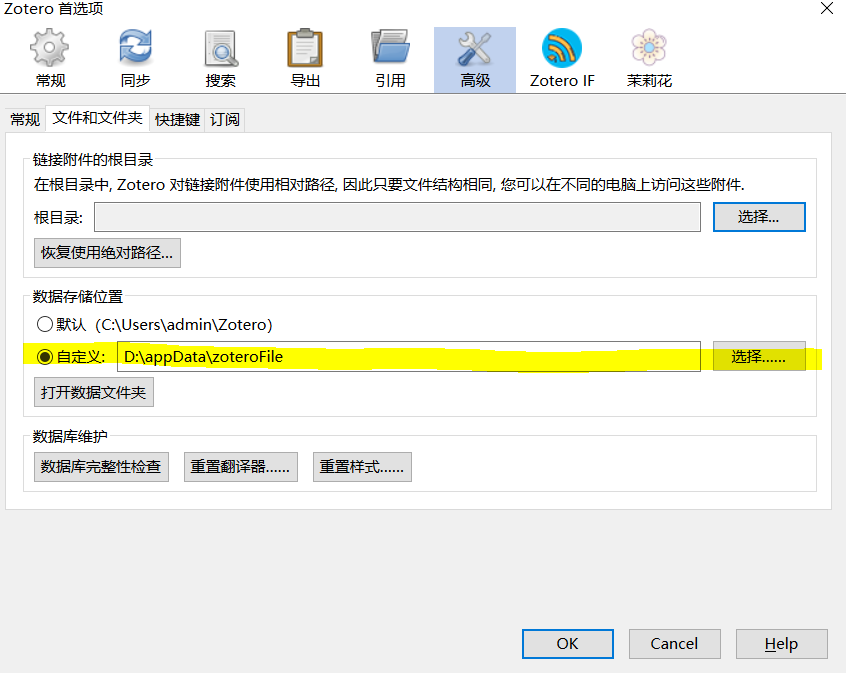 Zotero 首选项
常规 同步 搜索 导出 引用 高级 Zotero IF 茉莉花
常规 文件和文件夹 快捷键 订阅
链接附件的根目录
在根目录中, Zotero 对链接附件使用相对路径, 因此只要文件结构相同, 您可以在不同的电脑上访问这些附件.
根目录: 选择...
恢复使用绝对路径...
数据存储位置
默认（C:\Users\admin\Zotero）
自定义: D:\appData\zoteroFile 选择......
打开数据文件夹
数据库维护
数据库完整性检查 重置翻译器...... 重置样式......
OK Cancel Help